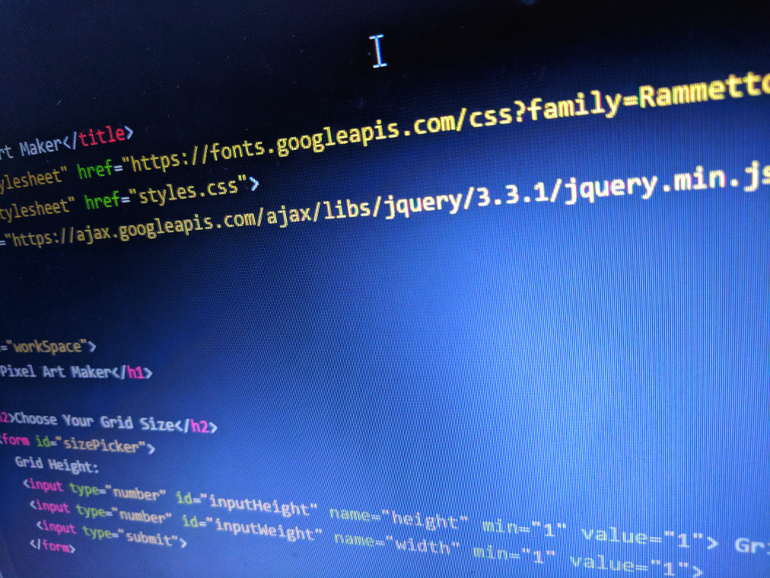 rt Maker</title>
ylesheet" href="https://fonts.googleapis.com/css?family=Rammetto
tylesheet" href="styles.css">
="https://ajax.googleapis.com/ajax/libs/jquery/3.3.1/jquery.min.js
="workSpace">
Pixel Art Maker</h1>
h2>Choose Your Grid Size</h2>
<form id="sizePicker">
Grid Height:
<input type="number" id="inputHeight" name="height" min="1" value="1"> Gri
<input type="number" id="inputWeight" name="width" min="1" value="1">
<input type="submit">
</form>